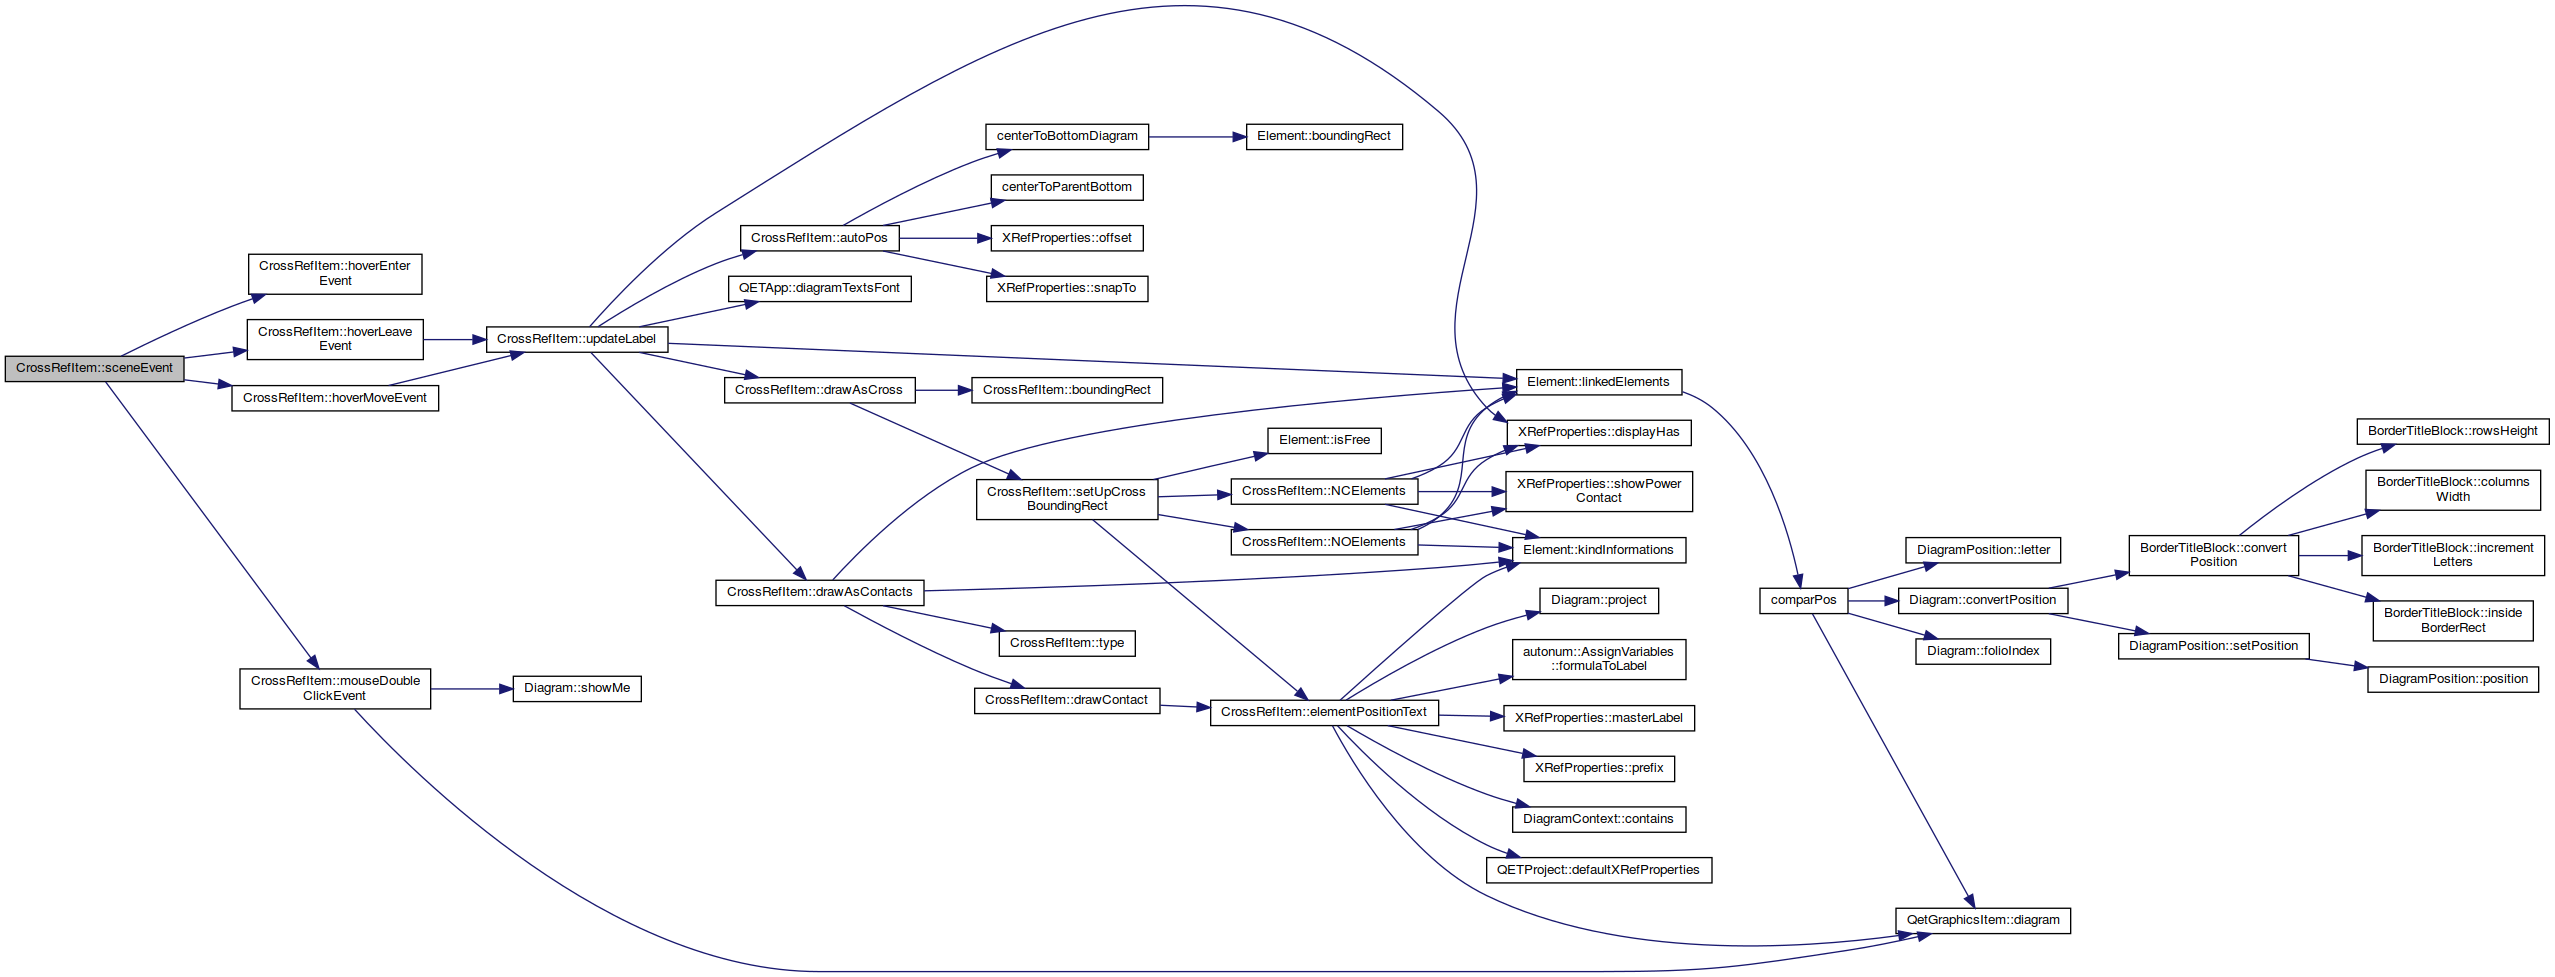 CrossRefItem::sceneEvent
CrossRefItem::hoverEnter
Event
CrossRefItem::hoverLeave
Event
CrossRefItem::hoverMoveEvent
CrossRefItem::mouseDouble
ClickEvent
CrossRefItem::updateLabel
Diagram::showMe
CrossRefItem::autoPos
QETApp::diagramTextsFont
CrossRefItem::drawAsCross
CrossRefItem::drawAsContacts
centerToBottomDiagram
centerToParentBottom
XRefProperties::offset
XRefProperties::snapTo
CrossRefItem::boundingRect
CrossRefItem::setUpCross
BoundingRect
CrossRefItem::type
CrossRefItem::drawContact
Element::boundingRect
Element::isFree
CrossRefItem::NCElements
CrossRefItem::NOElements
CrossRefItem::elementPositionText
Element::linkedElements
XRefProperties::displayHas
XRefProperties::showPower
Contact
Element::kindInformations
Diagram::project
autonum::AssignVariables
::formulaToLabel
XRefProperties::masterLabel
XRefProperties::prefix
DiagramContext::contains
QETProject::defaultXRefProperties
comparPos
DiagramPosition::letter
Diagram::convertPosition
Diagram::folioIndex
QetGraphicsItem::diagram
BorderTitleBlock::convert
Position
DiagramPosition::setPosition
BorderTitleBlock::rowsHeight
BorderTitleBlock::columns
Width
BorderTitleBlock::increment
Letters
BorderTitleBlock::inside
BorderRect
DiagramPosition::position